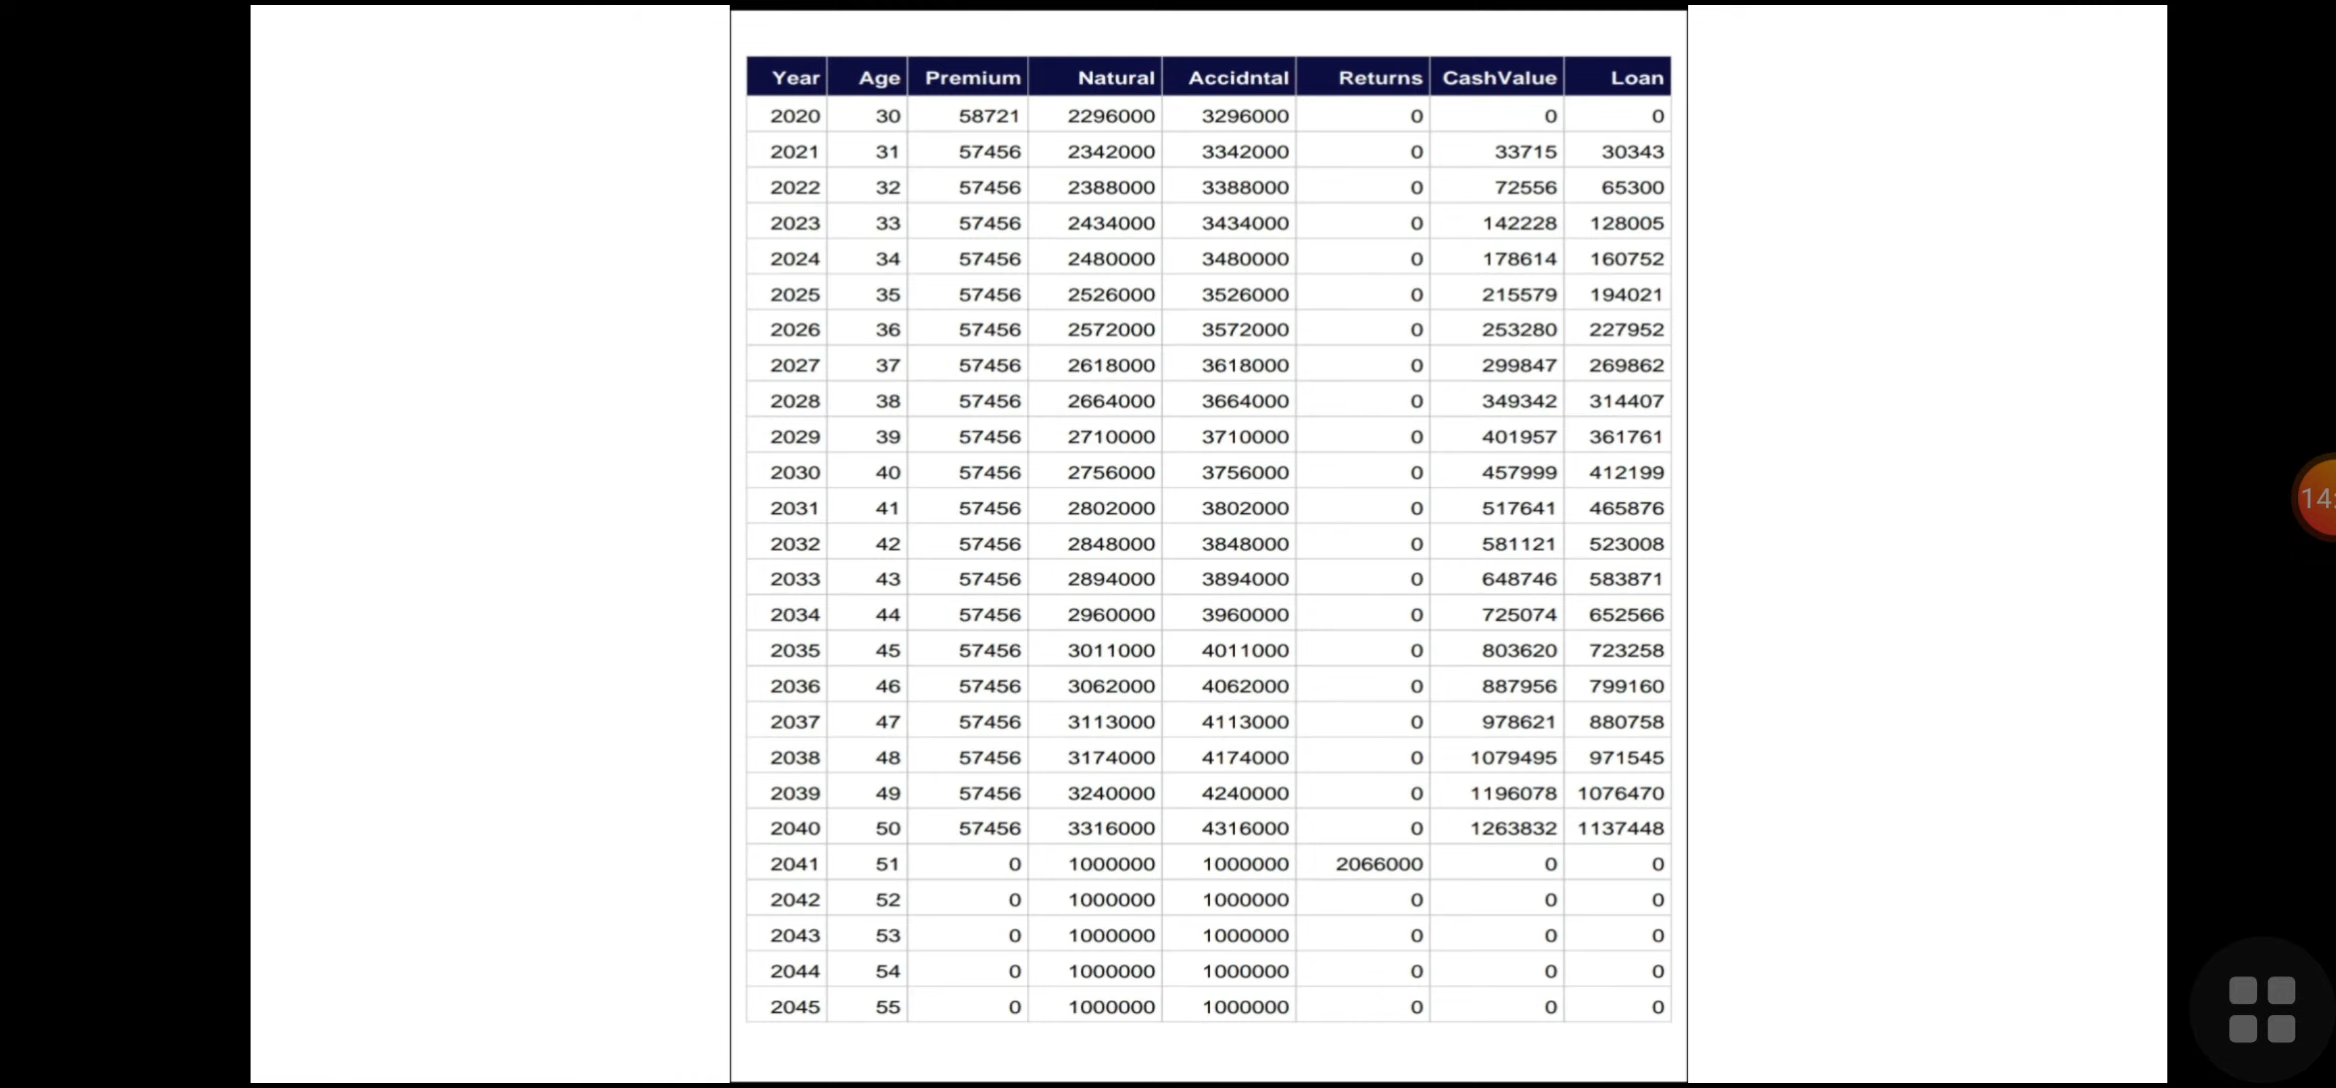 Year Age Premium Natural Accidntal Returns CashValue Loan
2020 30 58721 2296000 3296000 0 0 0
2021 31 57456 2342000 3342000 0 33715 30343
2022 32 57456 2388000 3388000 0 72556 65300
2023 33 57456 2434000 3434000 0 142228 128005
2024 34 57456 2480000 3480000 0 178614 160752
2025 35 57456 2526000 3526000 0 215579 194021
2026 36 57456 2572000 3572000 0 253280 227952
2027 37 57456 2618000 3618000 0 299847 269862
2028 38 57456 2664000 3664000 0 349342 314407
2029 39 57456 2710000 3710000 0 401957 361761
2030 40 57456 2756000 3756000 0 457999 412199
2031 41 57456 2802000 3802000 0 517641 465876
2032 42 57456 2848000 3848000 0 581121 523008
2033 43 57456 2894000 3894000 0 648746 583871
2034 44 57456 2960000 3960000 0 725074 652566
2035 45 57456 3011000 4011000 0 803620 723258
2036 46 57456 3062000 4062000 0 887956 799160
2037 47 57456 3113000 4113000 0 978621 880758
2038 48 57456 3174000 4174000 0 1079495 971545
2039 49 57456 3240000 4240000 0 1196078 1076470
2040 50 57456 3316000 4316000 0 1263832 1137448
2041 51 0 1000000 1000000 2066000 0 0
2042 52 0 1000000 1000000 0 0 0
2043 53 0 1000000 1000000 0 0 0
2044 54 0 1000000 1000000 0 0 0
2045 55 0 1000000 1000000 0 0 0
14: